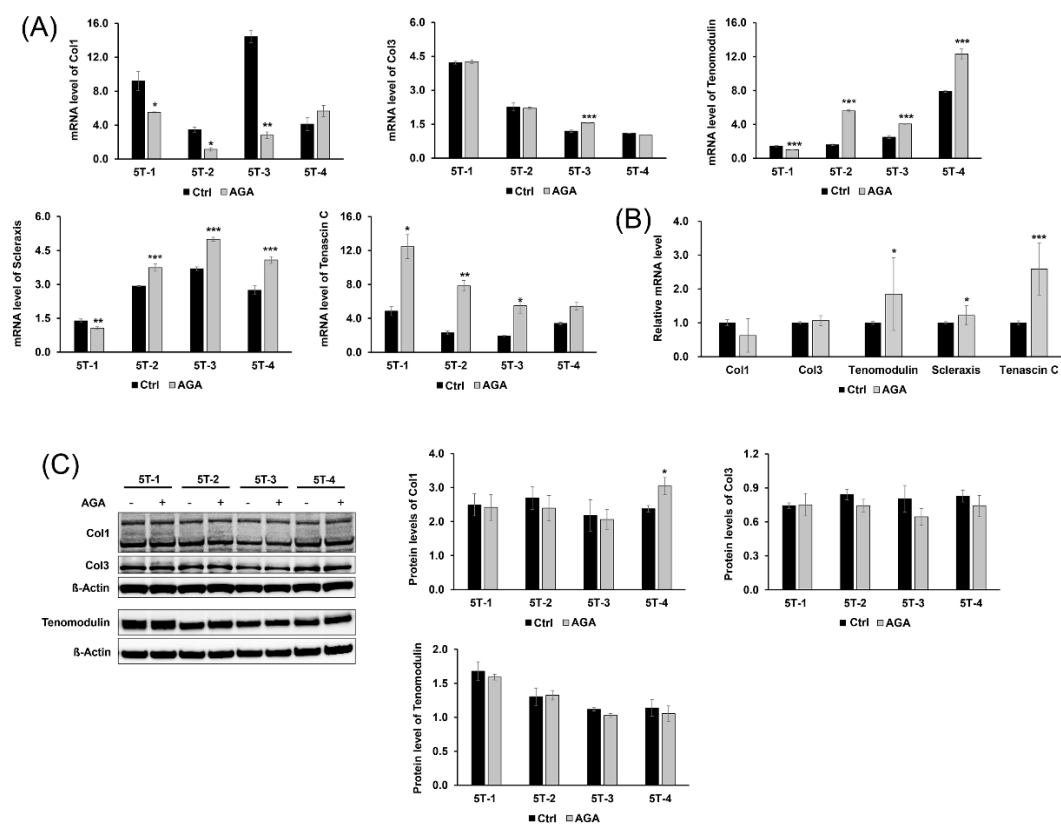 (A)
mRNA level of Col1
16.0
12.0
8.0
4.0
0.0
*
*
**
5T-1 5T-2 5T-3 5T-4
Ctrl AGA
mRNA level of Col3
6.0
4.5
3.0
1.5
0.0
***
5T-1 5T-2 5T-3 5T-4
Ctrl AGA
mRNA level of Tenomodulin
16.0
12.0
8.0
4.0
0.0
***
***
***
***
5T-1 5T-2 5T-3 5T-4
Ctrl AGA
mRNA level of Scleraxis
6.0
4.5
3.0
1.5
0.0
**
***
***
***
5T-1 5T-2 5T-3 5T-4
Ctrl AGA
mRNA level of Tenascin C
16.0
12.0
8.0
4.0
0.0
*
**
*
5T-1 5T-2 5T-3 5T-4
Ctrl AGA
(B)
Relative mRNA level
4.0
3.0
2.0
1.0
0.0
*
*
***
Col1 Col3 Tenomodulin Scleraxis Tenascin C
Ctrl AGA
(C)
5T-1 5T-2 5T-3 5T-4
AGA - + - + - + - +
Col1
Col3
ß-Actin
Tenomodulin
ß-Actin
Protein levels of Col1
4.0
3.0
2.0
1.0
0.0
*
5T-1 5T-2 5T-3 5T-4
Ctrl AGA
Protein levels of Col3
1.2
0.9
0.6
0.3
0.0
5T-1 5T-2 5T-3 5T-4
Ctrl AGA
Protein level of Tenomodulin
2.0
1.5
1.0
0.5
0.0
5T-1 5T-2 5T-3 5T-4
Ctrl AGA